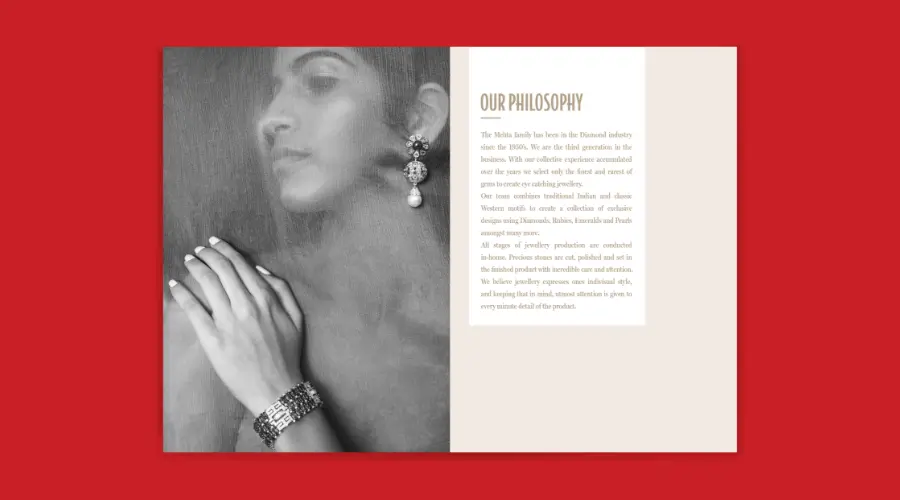 OUR PHILOSOPHY
The Mehta family has been in the Diamond industry
since the 1950's. We are the third generation in the
business. With our collective experience accumulated
over the years we select only the finest and rarest of
gems to create eye catching jewellery.
Our team combines traditional Indian and classic
Western motifs to create a collection of exclusive
designs using Diamonds, Rubies, Emeralds and Pearls
amongst many more.
All stages of jewellery production are conducted
in-house. Precious stones are cut, polished and set in
the finished product with incredible care and attention.
We believe jewellery expresses ones individual style,
and keeping that in mind, utmost attention is given to
every minute detail of the product.